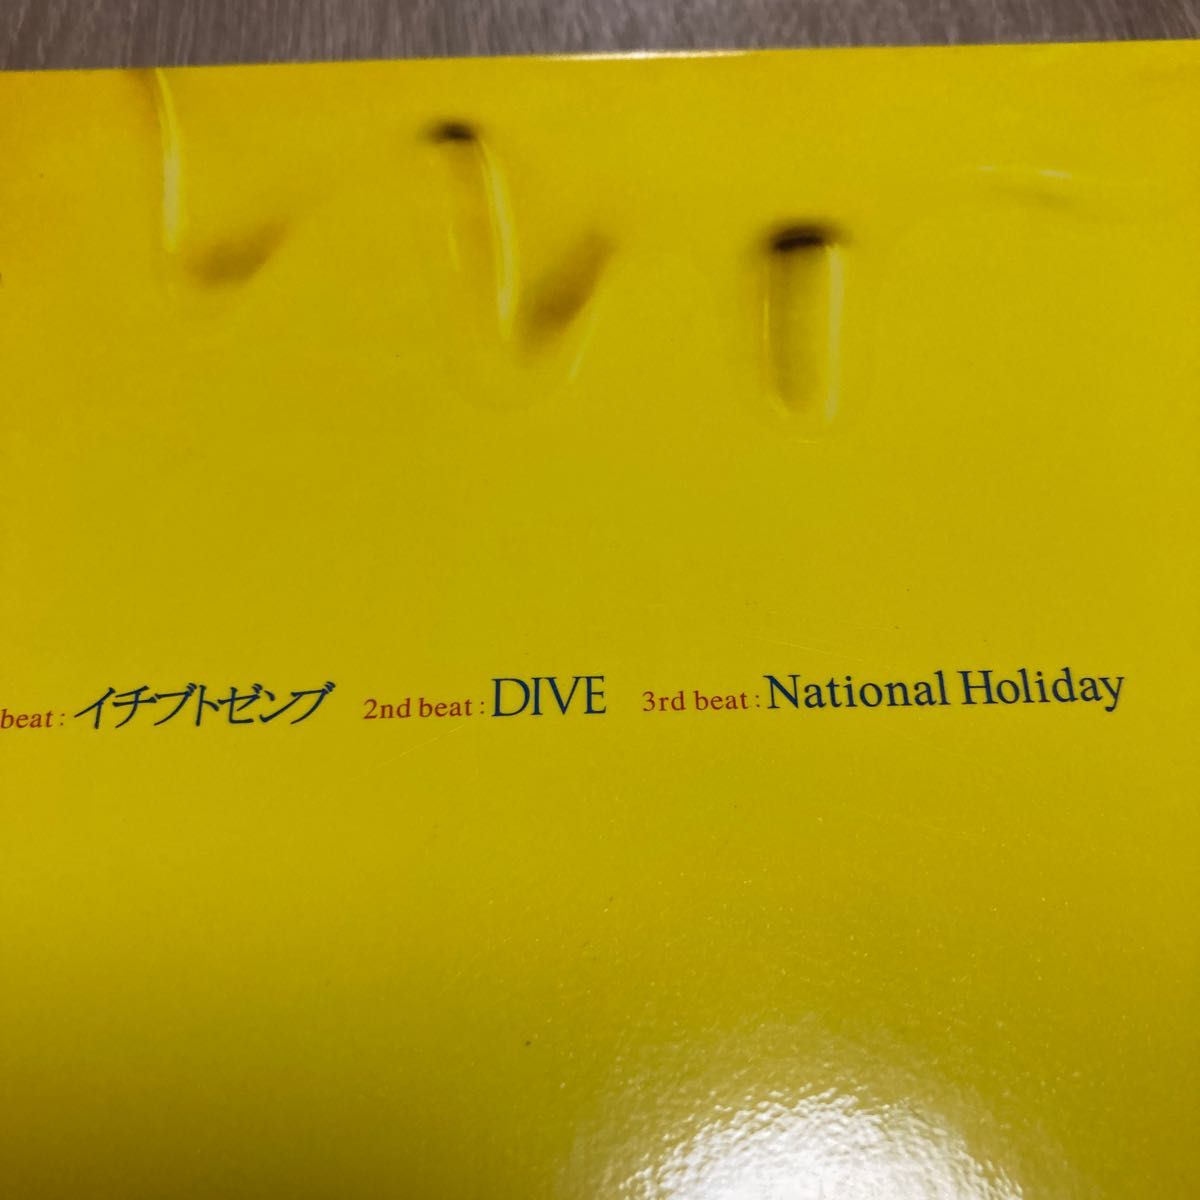 beat : イチブトゼンブ 2nd beat : DIVE 3rd beat : National Holiday